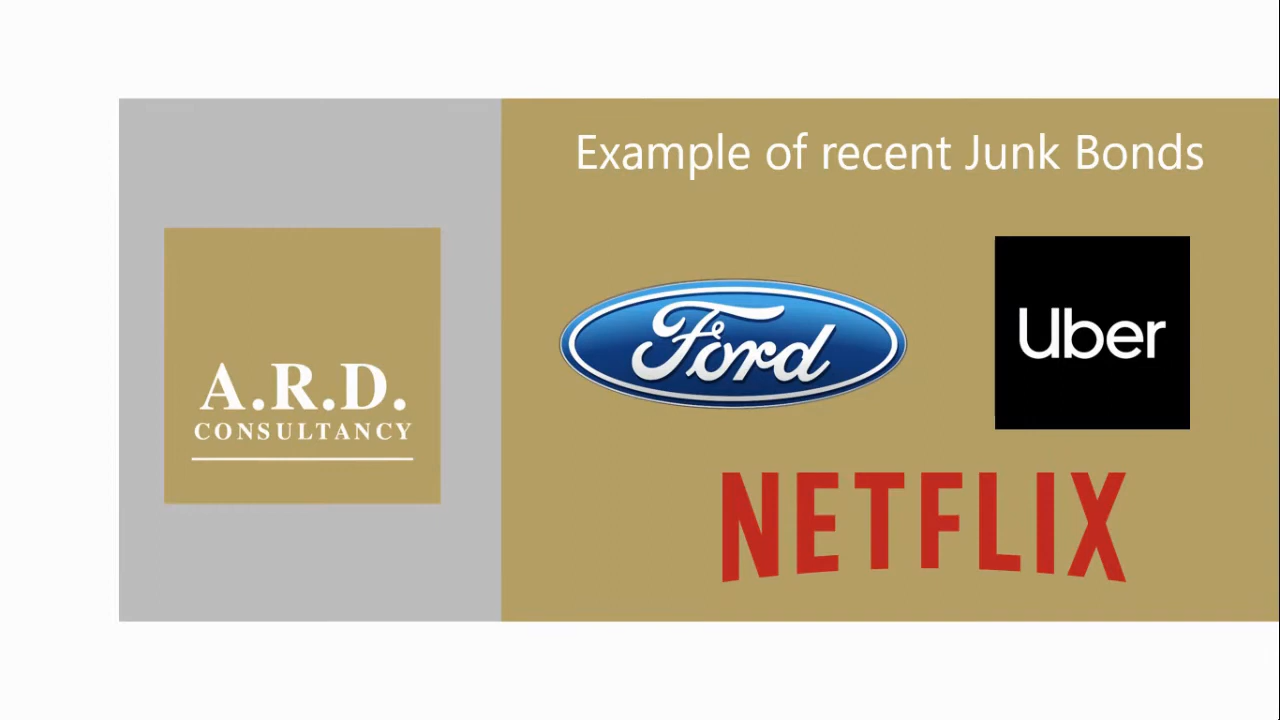 A.R.D.
CONSULTANCY
Example of recent Junk Bonds
Ford
Uber
NETFLIX